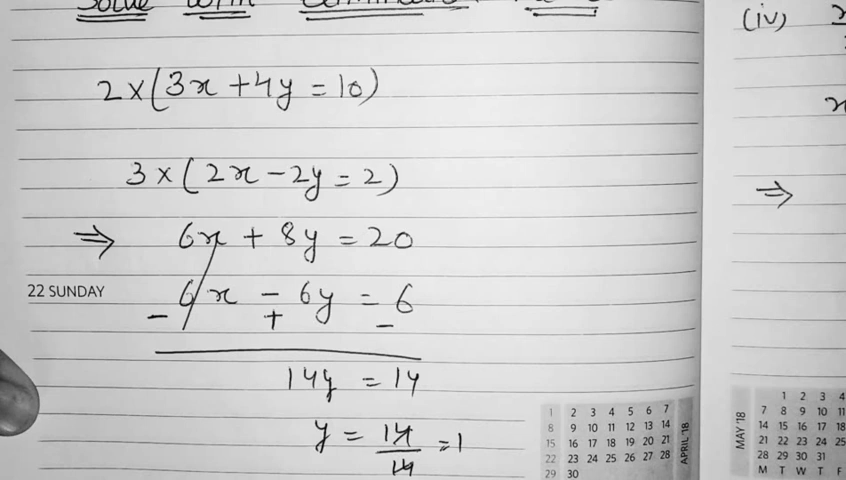 Solve with
(iv)
2×(3x+4y=10)
3×(2x-2y=2)
⇒
⇒ 6x + 8y = 20
22 SUNDAY
6x - 6y = 6
- + -
14y = 14
y = 14/14 = 1
1 2 3 4 5 6 7
8 9 10 11 12 13 14
15 16 17 18 19 20 21
22 23 24 25 26 27 28
29 30
APRIL '18
MAY '18
1 2 3 4
7 8 9 10 11
14 15 16 17 18
21 22 23 24 25
28 29 30 31
M T W T F